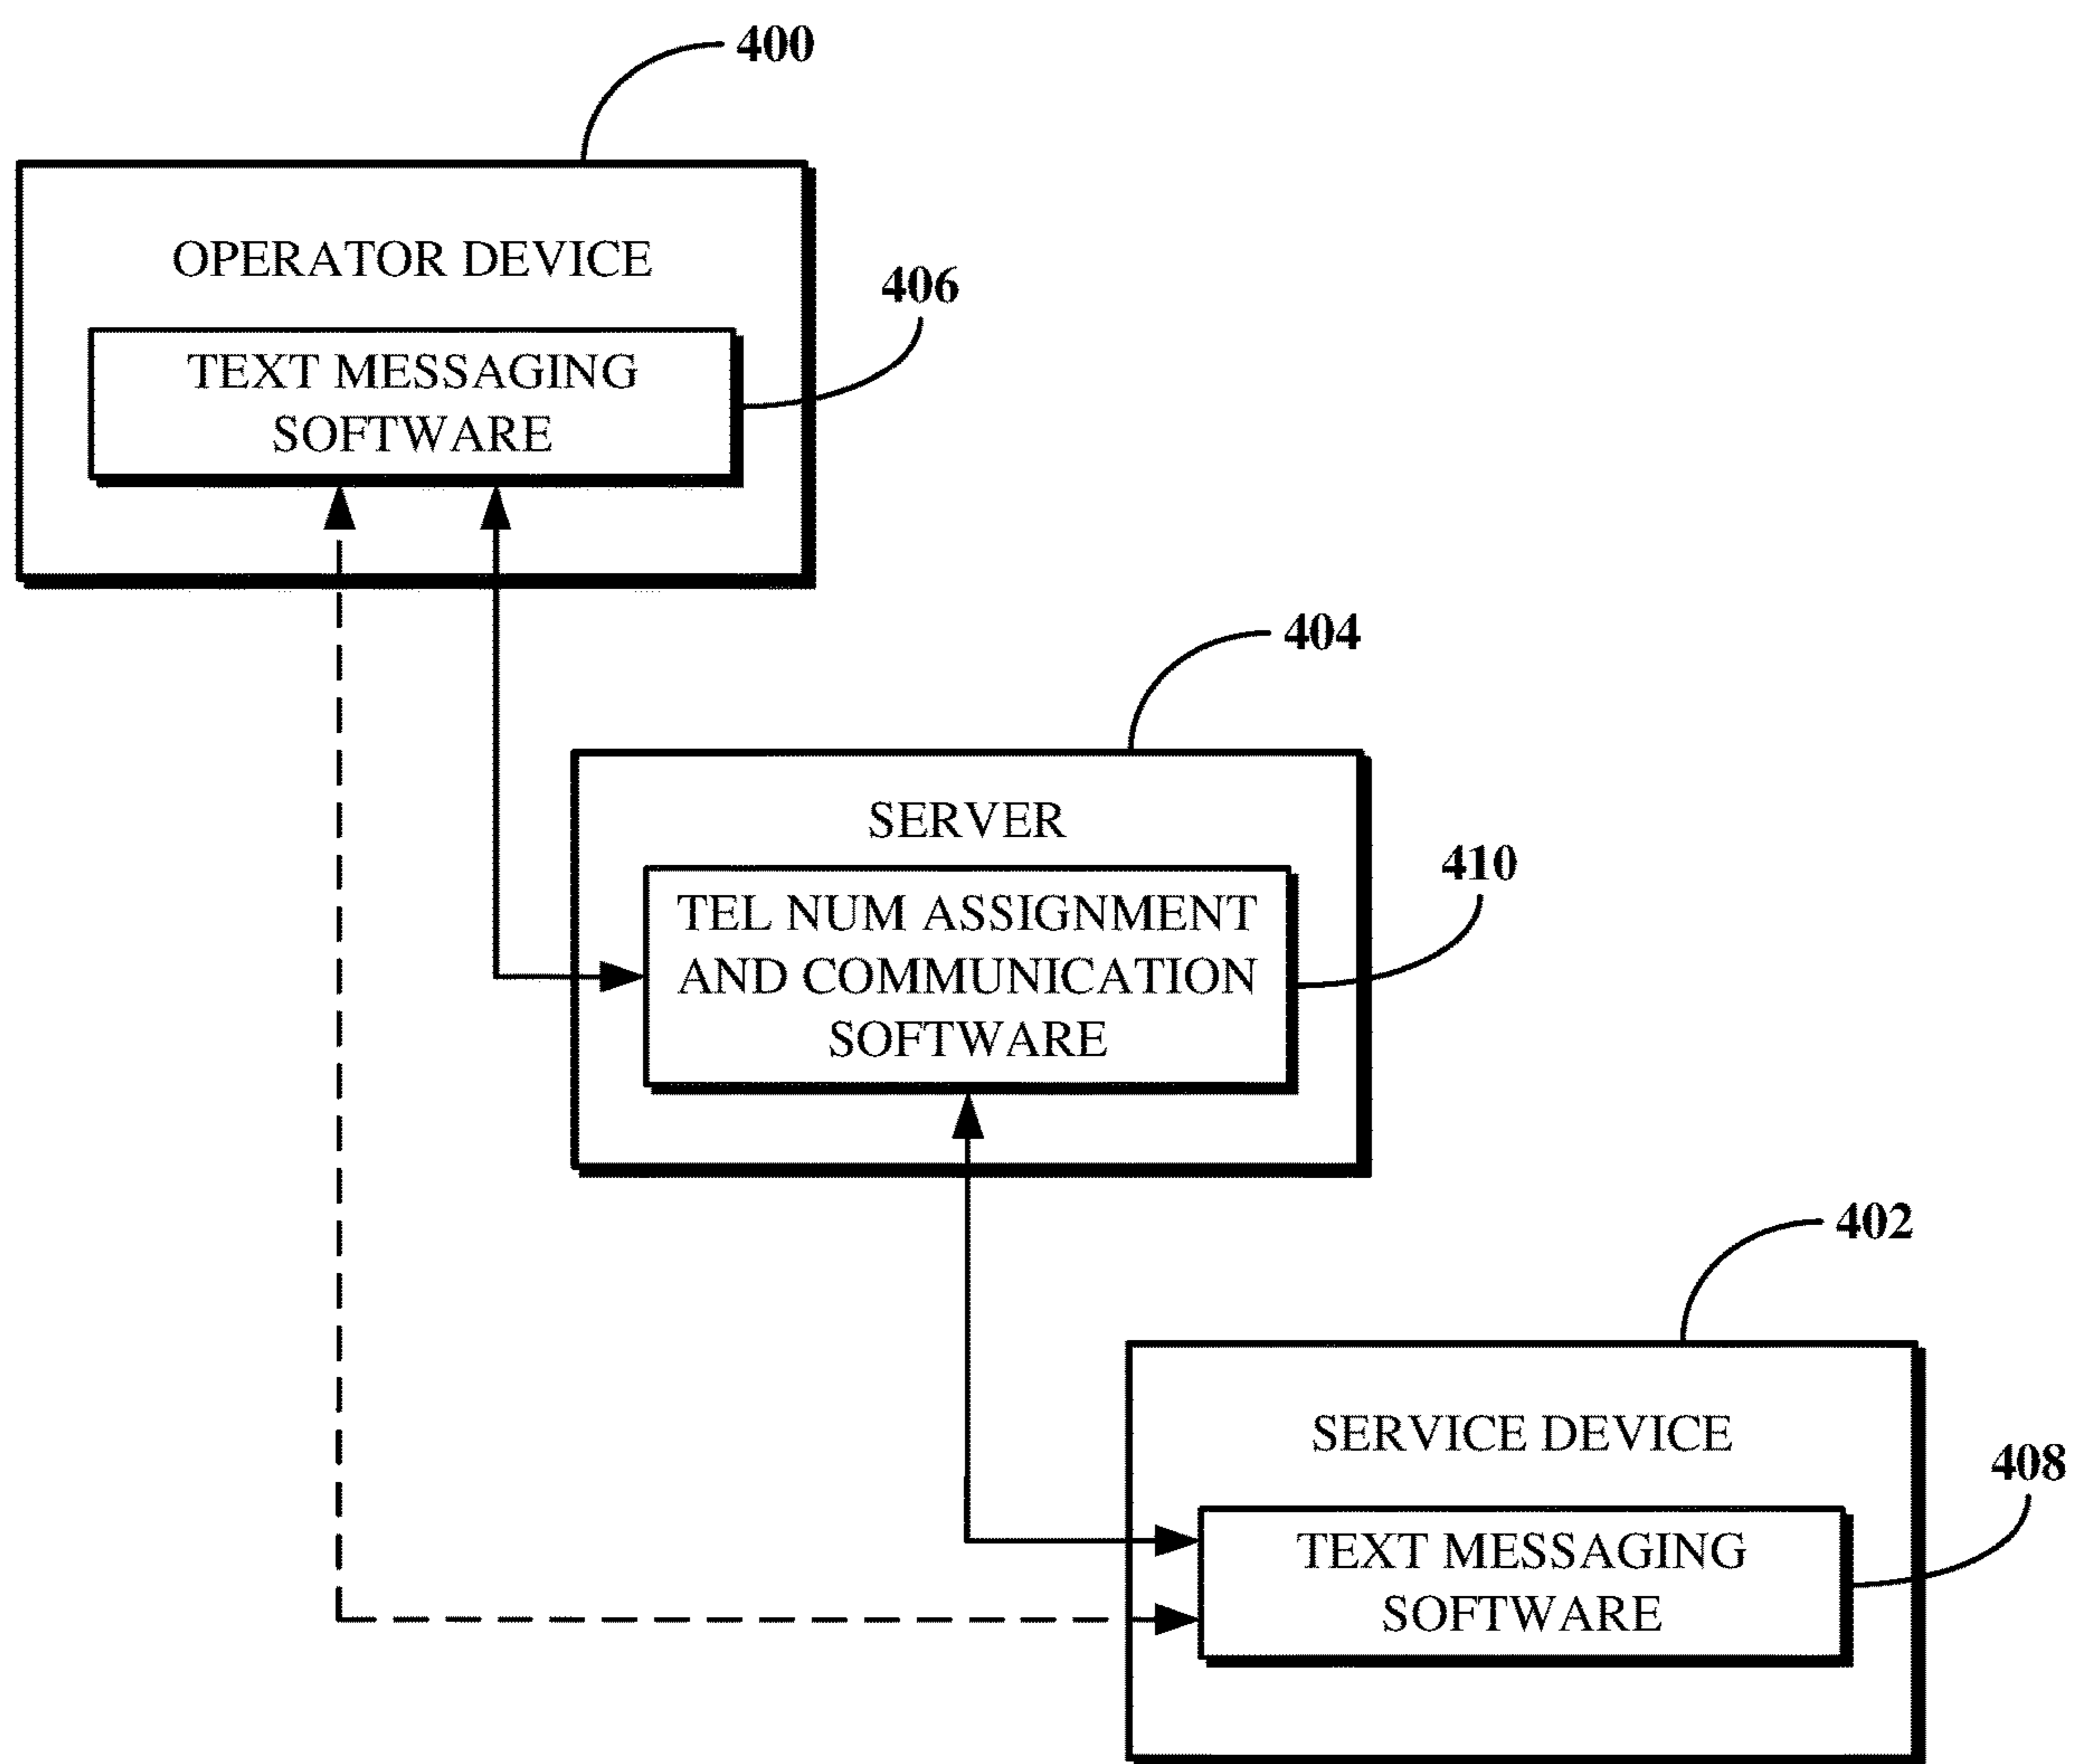 400
OPERATOR DEVICE
406
TEXT MESSAGING
SOFTWARE
404
SERVER
410
TEL NUM ASSIGNMENT
AND COMMUNICATION
SOFTWARE
402
SERVICE DEVICE
408
TEXT MESSAGING
SOFTWARE